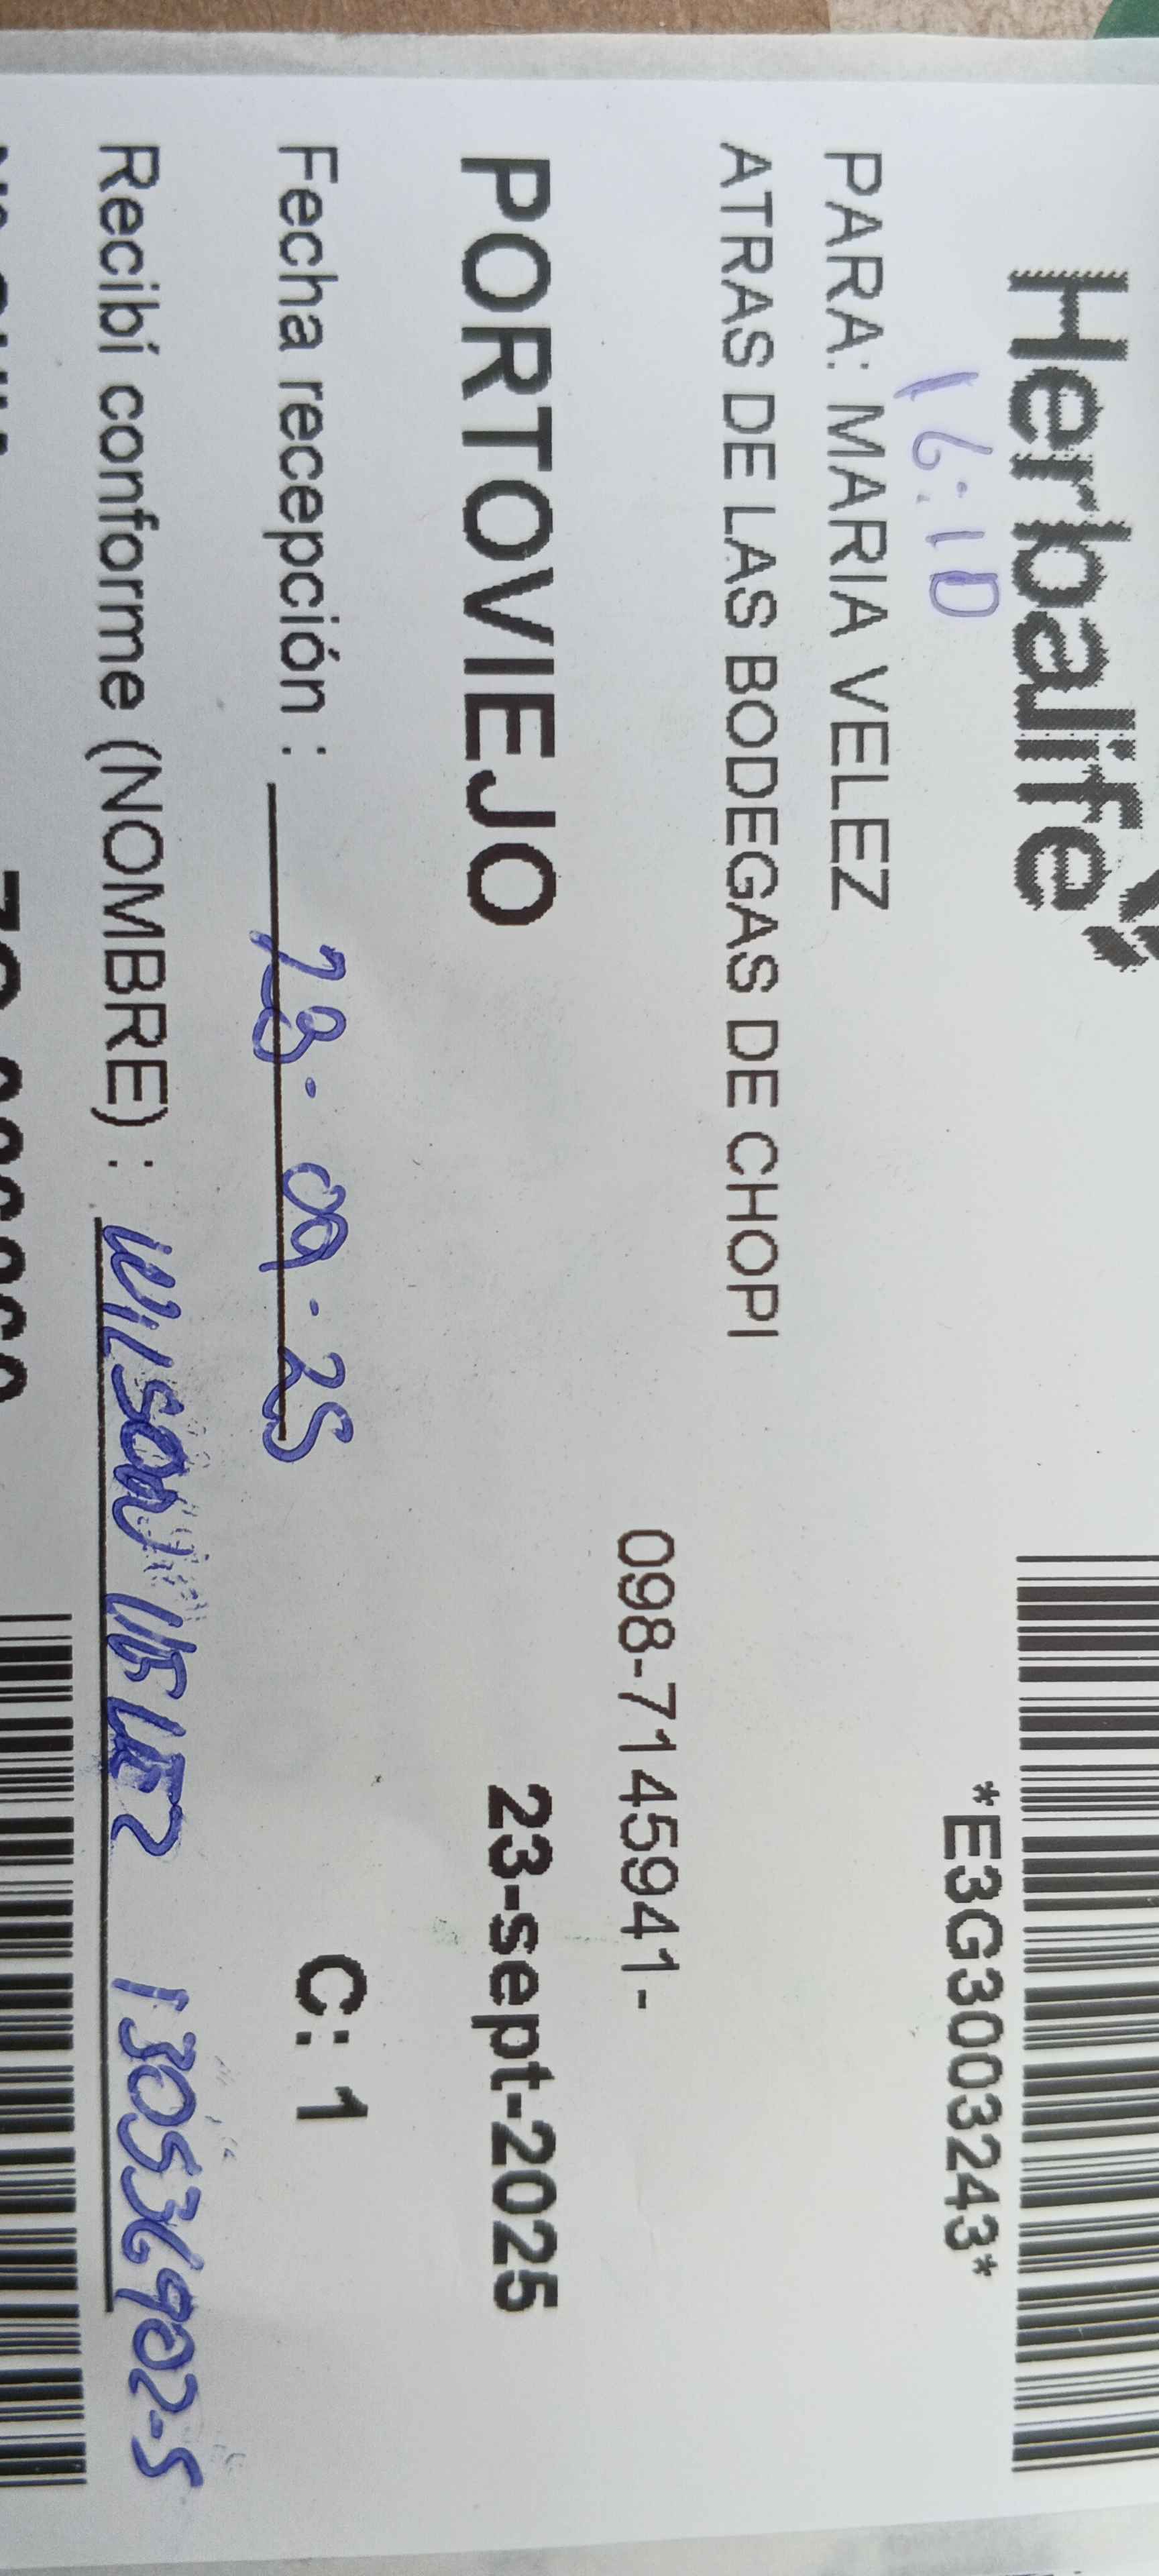 Herbalife
*E3G3003243*
16:10
PARA: MARIA VELEZ
ATRAS DE LAS BODEGAS DE CHOPI
098-7145941-
PORTOVIEJO 23-sept-2025
Fecha recepción : 23.09.25 C: 1
Recibí conforme (NOMBRE) : WILSON VELEZ 130536902-5